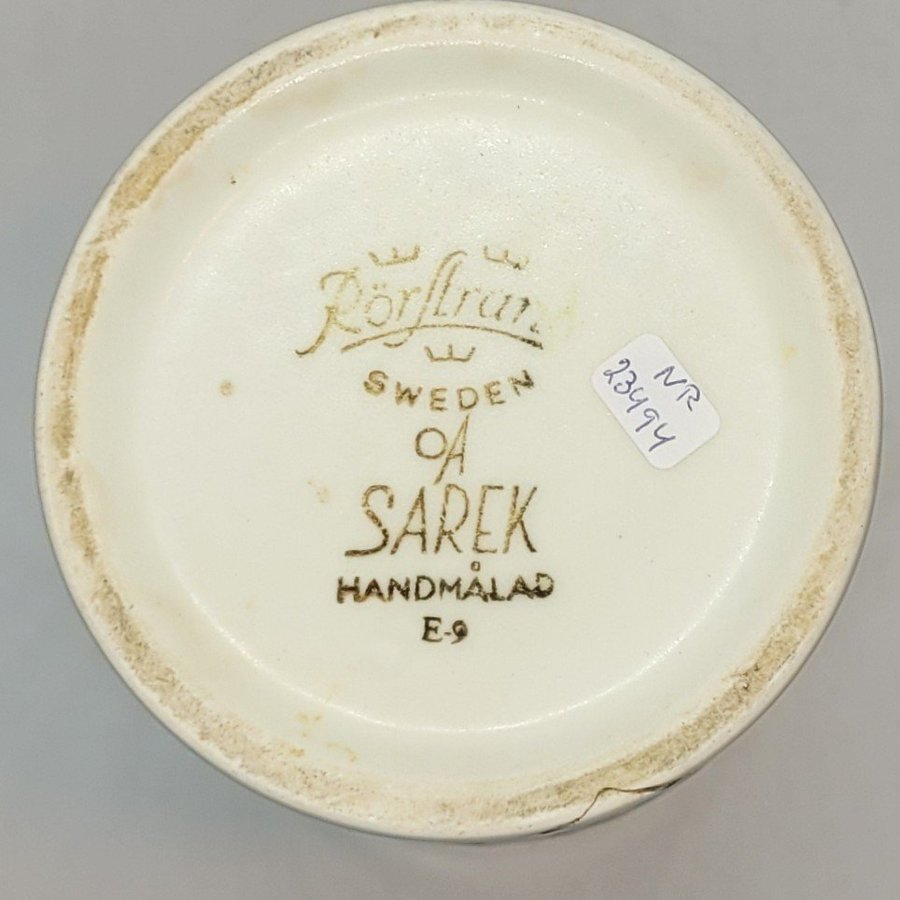 Rörstrand
SWEDEN
OA
SAREK
HANDMÅLAD
E-9
NR
23494